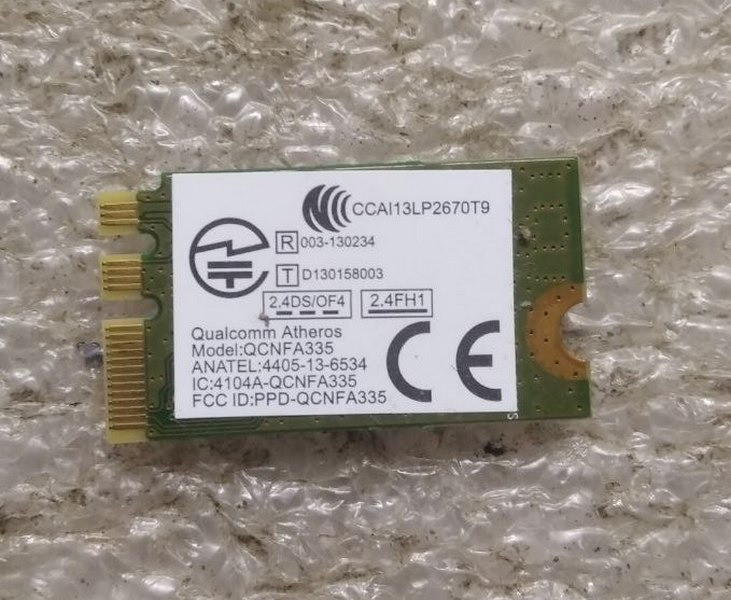 CCAI13LP2670T9
R 003-130234
T D130158003
2.4DS/OF4 2.4FH1
Qualcomm Atheros
Model:QCNFA335
ANATEL:4405-13-6534
IC:4104A-QCNFA335
FCC ID:PPD-QCNFA335
CE
S